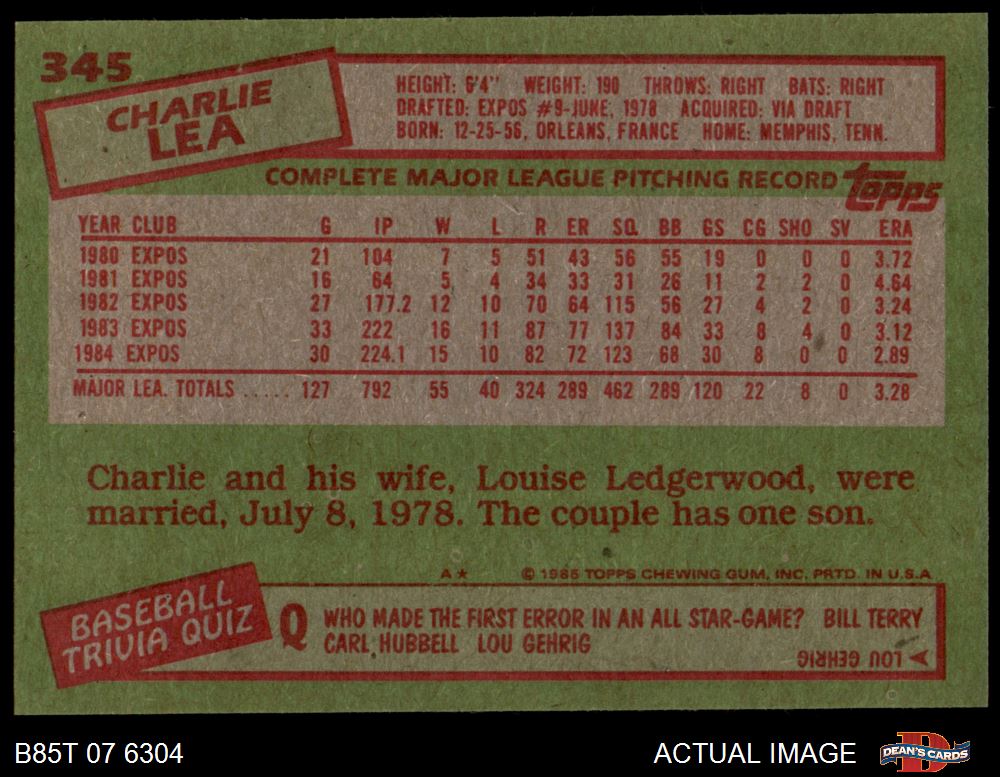 345
CHARLIE
LEA
HEIGHT: 6'4" WEIGHT: 190 THROWS: RIGHT BATS: RIGHT
DRAFTED: EXPOS #9-JUNE, 1978 ACQUIRED: VIA DRAFT
BORN: 12-25-56, ORLEANS, FRANCE HOME: MEMPHIS, TENN.
COMPLETE MAJOR LEAGUE PITCHING RECORD topps
YEAR CLUB G IP W L R ER SO BB GS CG SHO SV ERA
1980 EXPOS 21 104 7 5 51 43 56 55 19 0 0 0 3.72
1981 EXPOS 16 64 5 4 34 33 31 26 11 2 2 0 4.64
1982 EXPOS 27 177.2 12 10 70 64 115 56 27 4 2 0 3.24
1983 EXPOS 33 222 16 11 87 77 137 84 33 8 4 0 3.12
1984 EXPOS 30 224.1 15 10 82 72 123 68 30 8 0 0 2.89
MAJOR LEA. TOTALS ..... 127 792 55 40 324 289 462 289 120 22 8 0 3.28
Charlie and his wife, Louise Ledgerwood, were
married, July 8, 1978. The couple has one son.
A★ © 1985 TOPPS CHEWING GUM, INC. PRTD. IN U.S.A.
BASEBALL
TRIVIA QUIZ
Q WHO MADE THE FIRST ERROR IN AN ALL STAR-GAME? BILL TERRY
CARL HUBBELL LOU GEHRIG
LOU GEHRIG
B85T 07 6304
ACTUAL IMAGE
D
DEAN'S CARDS